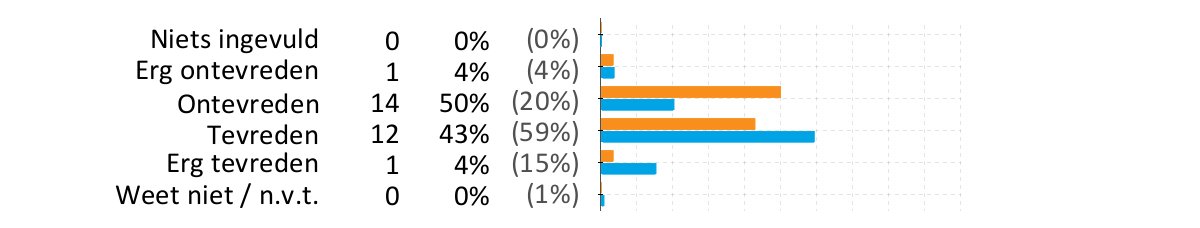 Niets ingevuld 0 0% (0%)
Erg ontevreden 1 4% (4%)
Ontevreden 14 50% (20%)
Tevreden 12 43% (59%)
Erg tevreden 1 4% (15%)
Weet niet / n.v.t. 0 0% (1%)